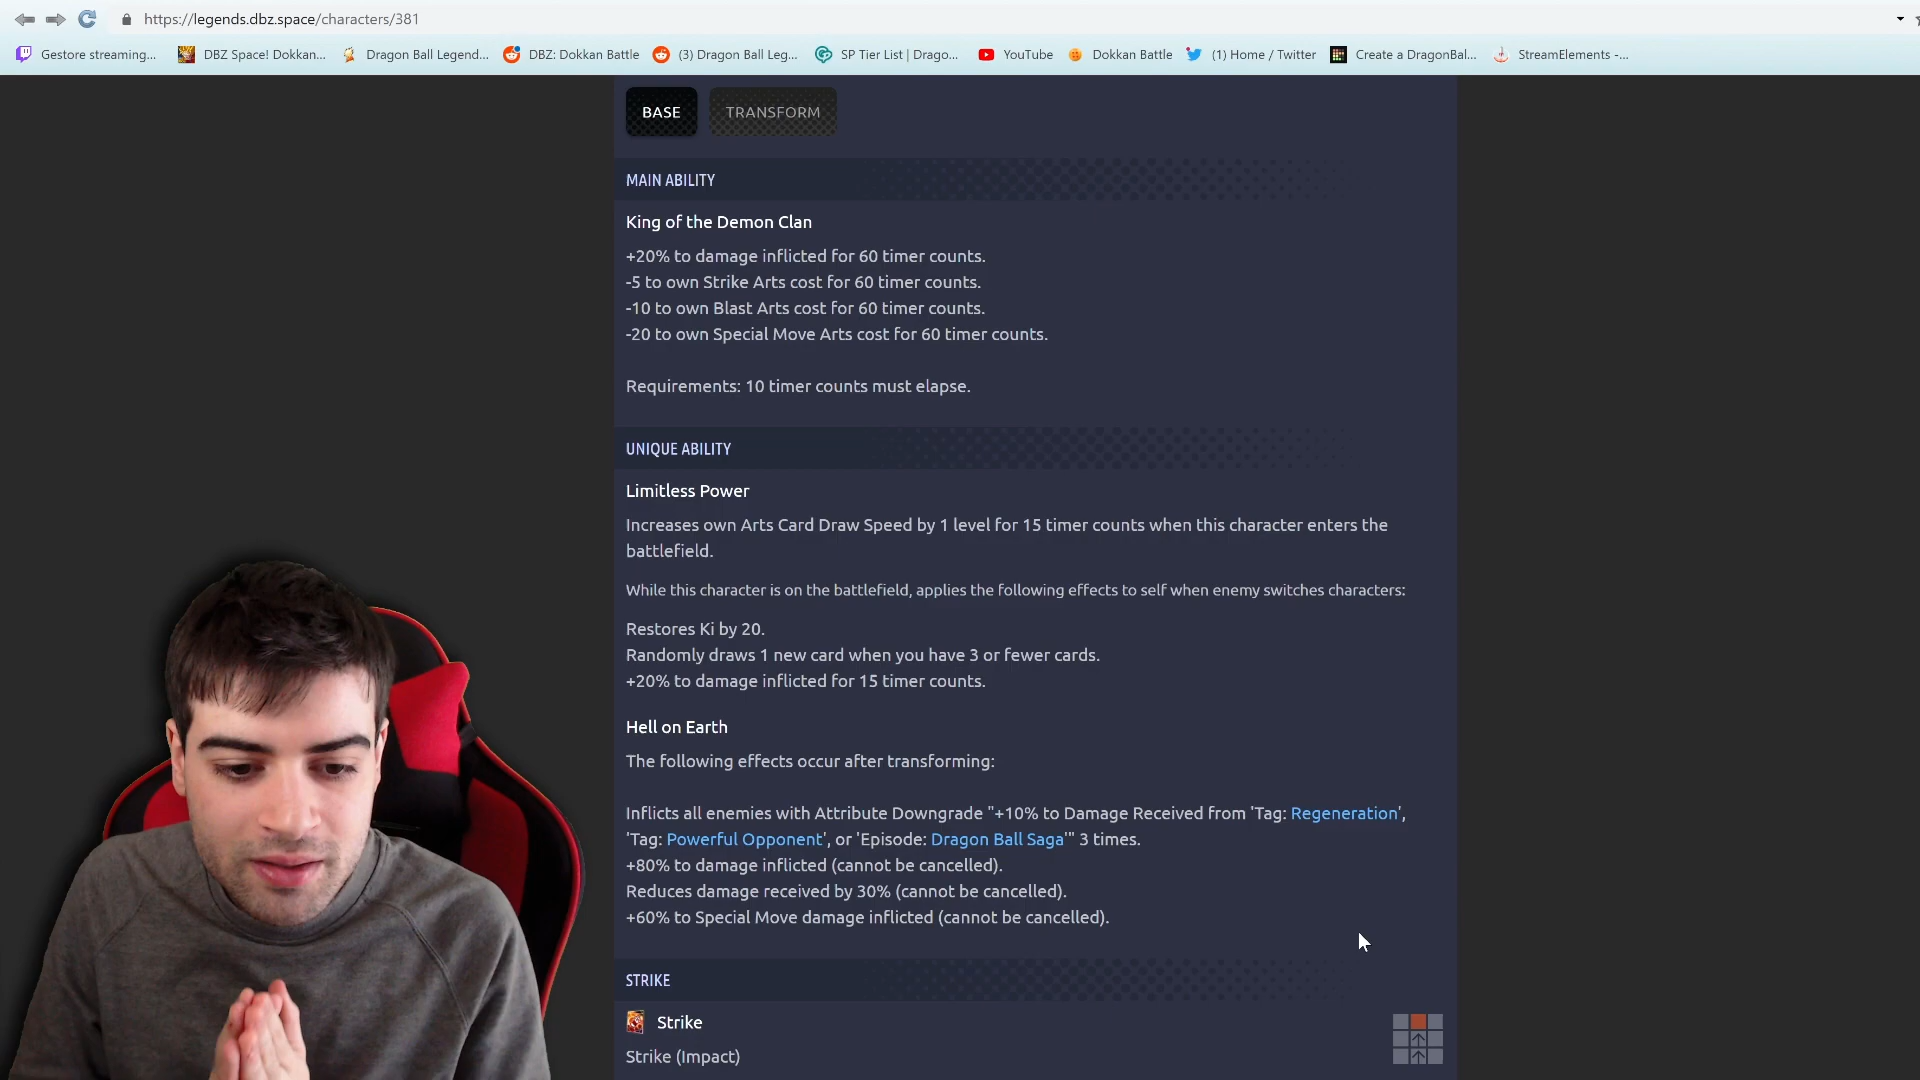 https://legends.dbz.space/characters/381
Gestore streaming... DBZ Space! Dokkan... Dragon Ball Legend... DBZ: Dokkan Battle (3) Dragon Ball Leg... SP Tier List | Drago... YouTube Dokkan Battle (1) Home / Twitter Create a DragonBal... StreamElements -...
BASE TRANSFORM
MAIN ABILITY
King of the Demon Clan
+20% to damage inflicted for 60 timer counts.
-5 to own Strike Arts cost for 60 timer counts.
-10 to own Blast Arts cost for 60 timer counts.
-20 to own Special Move Arts cost for 60 timer counts.
Requirements: 10 timer counts must elapse.
UNIQUE ABILITY
Limitless Power
Increases own Arts Card Draw Speed by 1 level for 15 timer counts when this character enters the
battlefield.
While this character is on the battlefield, applies the following effects to self when enemy switches characters:
Restores Ki by 20.
Randomly draws 1 new card when you have 3 or fewer cards.
+20% to damage inflicted for 15 timer counts.
Hell on Earth
The following effects occur after transforming:
Inflicts all enemies with Attribute Downgrade "+10% to Damage Received from 'Tag: Regeneration',
'Tag: Powerful Opponent', or 'Episode: Dragon Ball Saga'" 3 times.
+80% to damage inflicted (cannot be cancelled).
Reduces damage received by 30% (cannot be cancelled).
+60% to Special Move damage inflicted (cannot be cancelled).
STRIKE
Strike
Strike (Impact)